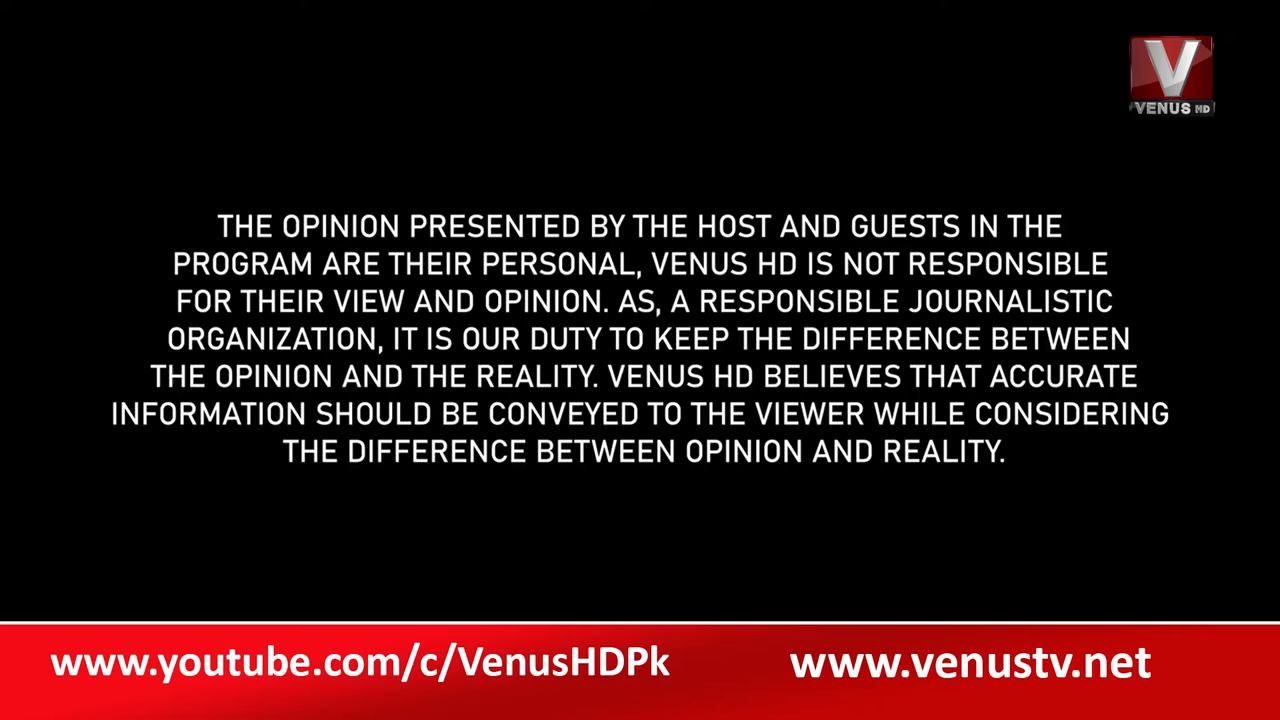 V
VENUS HD
THE OPINION PRESENTED BY THE HOST AND GUESTS IN THE
PROGRAM ARE THEIR PERSONAL, VENUS HD IS NOT RESPONSIBLE
FOR THEIR VIEW AND OPINION. AS, A RESPONSIBLE JOURNALISTIC
ORGANIZATION, IT IS OUR DUTY TO KEEP THE DIFFERENCE BETWEEN
THE OPINION AND THE REALITY. VENUS HD BELIEVES THAT ACCURATE
INFORMATION SHOULD BE CONVEYED TO THE VIEWER WHILE CONSIDERING
THE DIFFERENCE BETWEEN OPINION AND REALITY.
www.youtube.com/c/VenusHDPk www.venustv.net